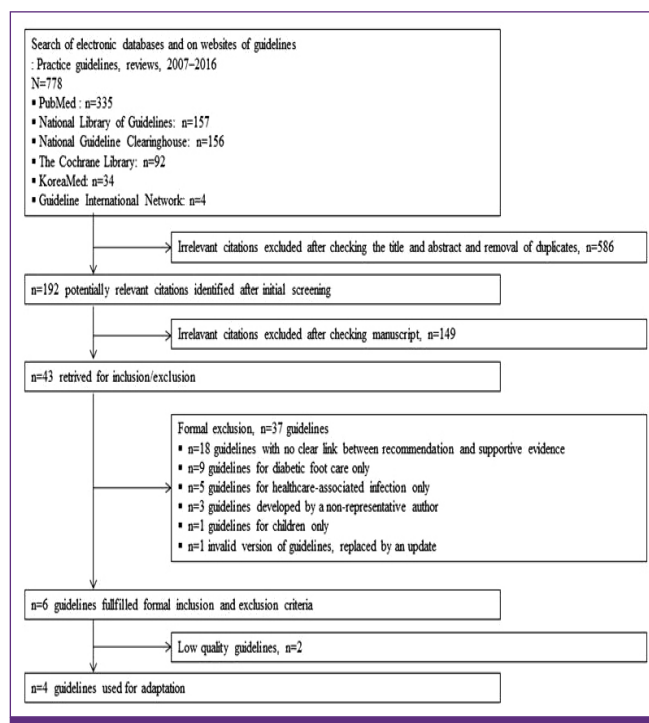 Search of electronic databases and on websites of guidelines
: Practice guidelines, reviews, 2007–2016
N=778
▪ PubMed : n=335
▪ National Library of Guidelines: n=157
▪ National Guideline Clearinghouse: n=156
▪ The Cochrane Library: n=92
▪ KoreaMed: n=34
▪ Guideline International Network: n=4
Irrelevant citations excluded after checking the title and abstract and removal of duplicates, n=586
n=192 potentially relevant citations identified after initial screening
Irrelavant citations excluded after checking manuscript, n=149
n=43 retrived for inclusion/exclusion
Formal exclusion, n=37 guidelines
▪ n=18 guidelines with no clear link between recommendation and supportive evidence
▪ n=9 guidelines for diabetic foot care only
▪ n=5 guidelines for healthcare-associated infection only
▪ n=3 guidelines developed by a non-representative author
▪ n=1 guidelines for children only
▪ n=1 invalid version of guidelines, replaced by an update
n=6 guidelines fullfilled formal inclusion and exclusion criteria
Low quality guidelines, n=2
n=4 guidelines used for adaptation